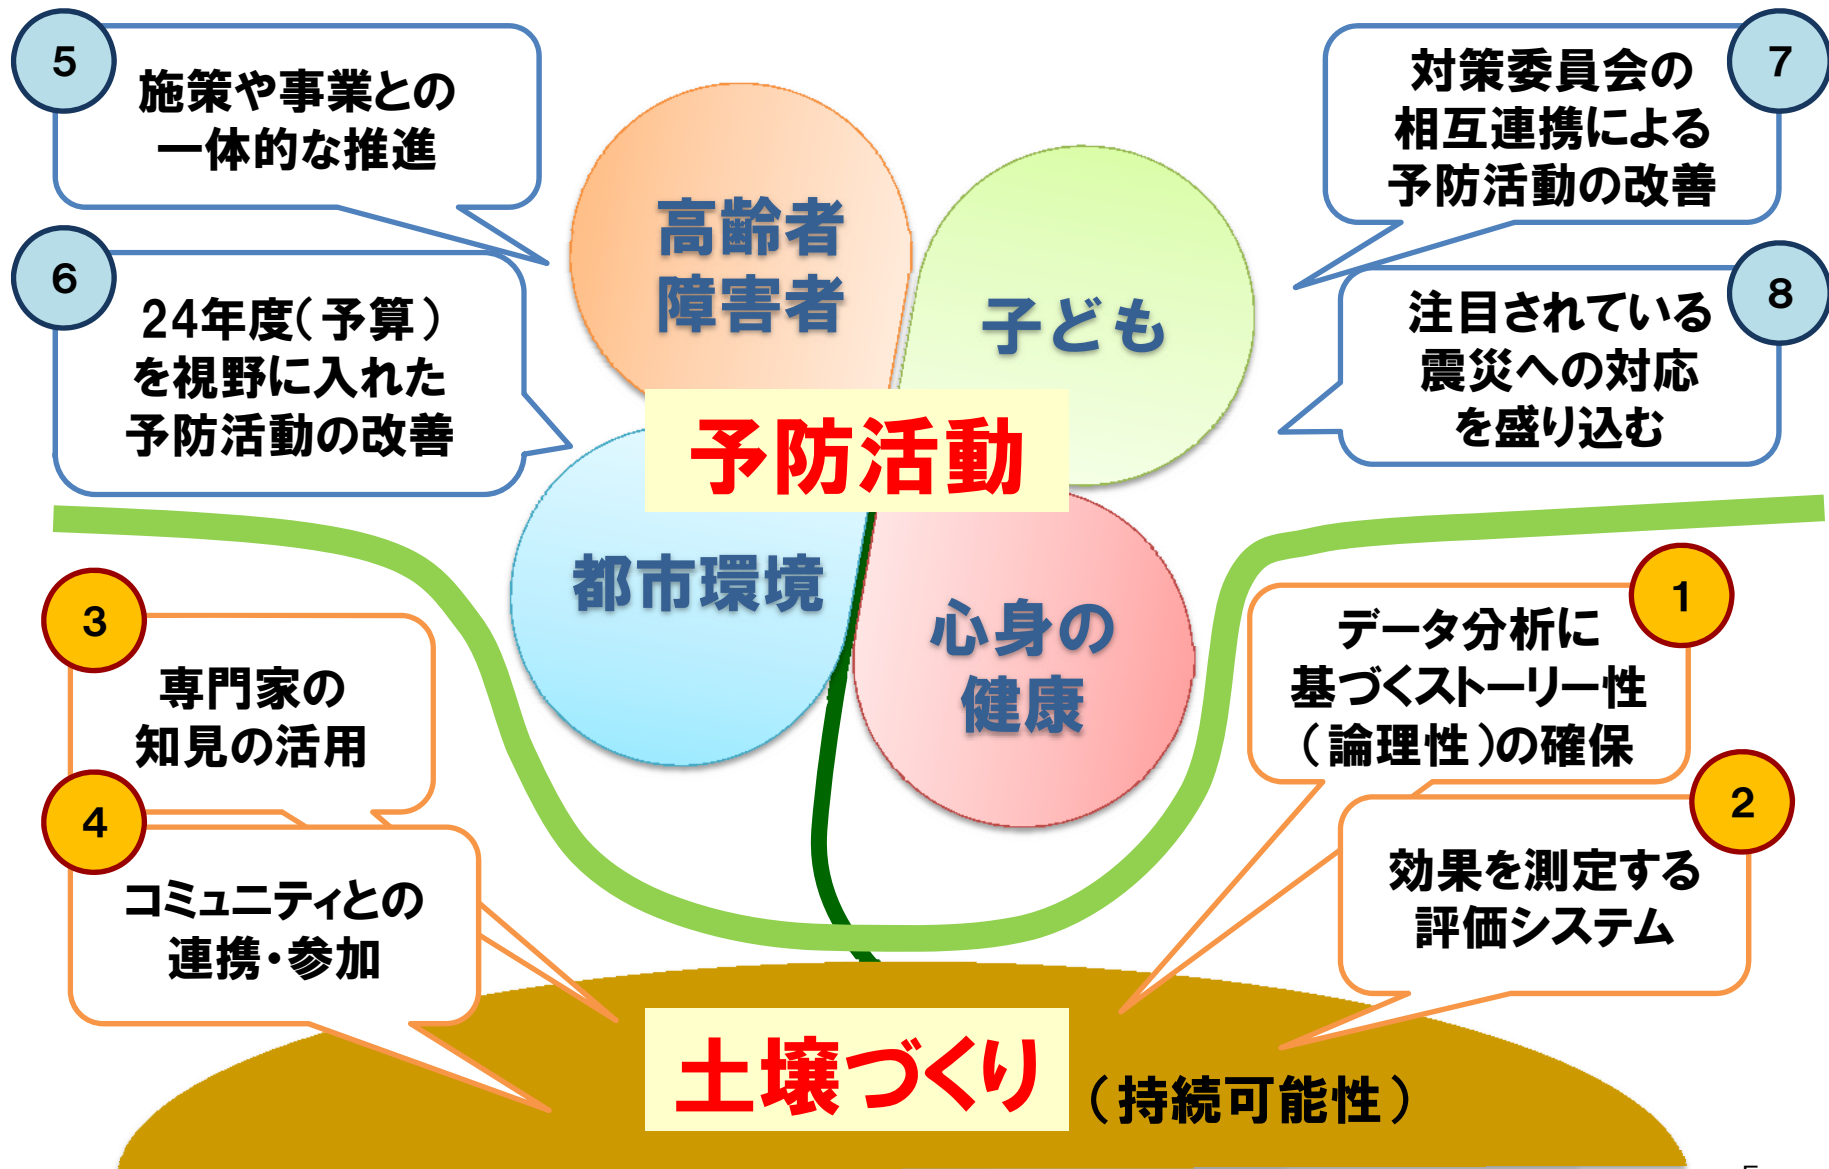 5
施策や事業との
一体的な推進
6
24年度(予算)
を視野に入れた
予防活動の改善
7
対策委員会の
相互連携による
予防活動の改善
8
注目されている
震災への対応
を盛り込む
高齢者
障害者
子ども
予防活動
都市環境
心身の
健康
3
専門家の
知見の活用
4
コミュニティとの
連携・参加
1
データ分析に
基づくストーリー性
(論理性)の確保
2
効果を測定する
評価システム
土壌づくり
(持続可能性)